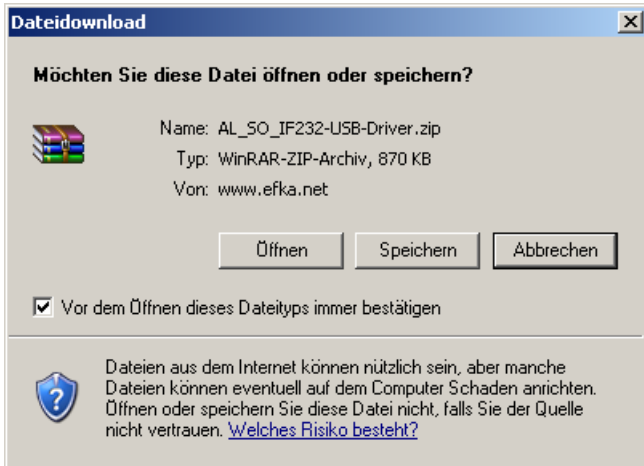 Dateidownload
Möchten Sie diese Datei öffnen oder speichern?
Name: AL_SO_IF232-USB-Driver.zip
Typ: WinRAR-ZIP-Archiv, 870 KB
Von: www.efka.net
Öffnen Speichern Abbrechen
Vor dem Öffnen dieses Dateityps immer bestätigen
Dateien aus dem Internet können nützlich sein, aber manche
Dateien können eventuell auf dem Computer Schaden anrichten.
Öffnen oder speichern Sie diese Datei nicht, falls Sie der Quelle
nicht vertrauen. Welches Risiko besteht?